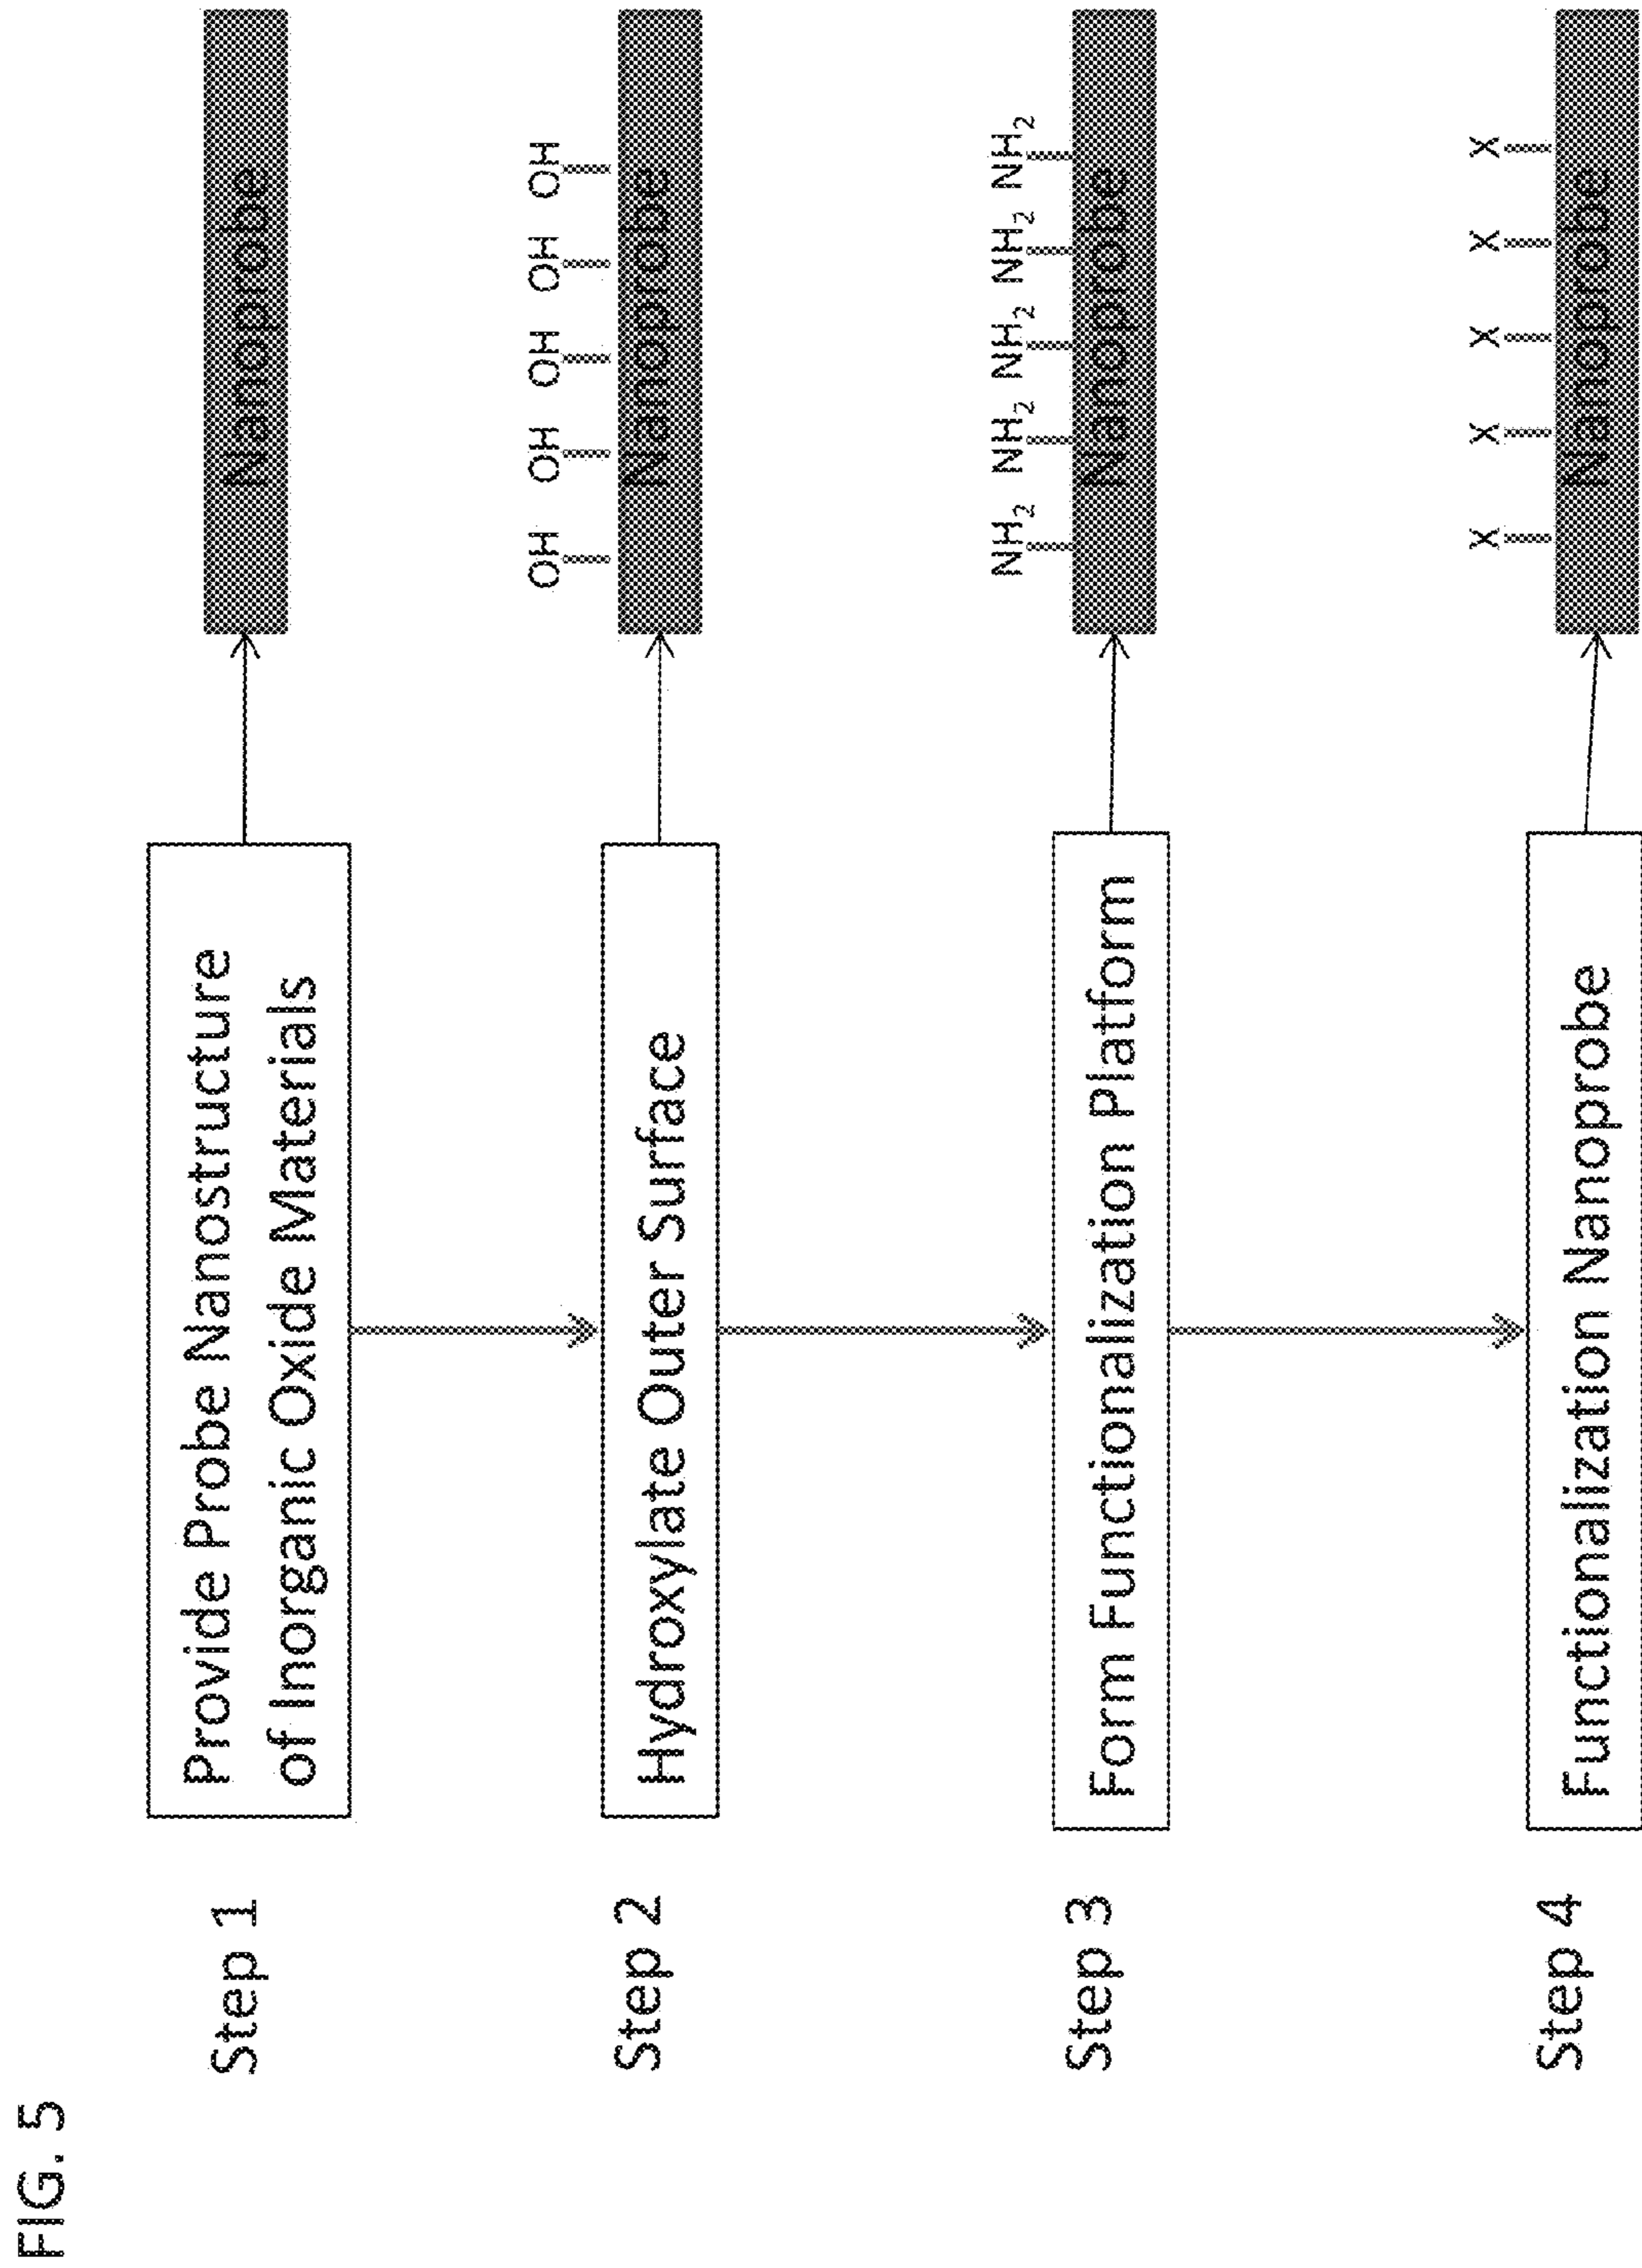 FIG. 5
Step 1
Provide Probe Nanostructure
of Inorganic Oxide Materials
Nanoprobe
Step 2
Hydroxylate Outer Surface
OH OH OH OH OH
Nanoprobe
Step 3
Form Functionalization Platform
NH2 NH2 NH2 NH2 NH2
Nanoprobe
Step 4
Functionalization Nanoprobe
X X X X X
Nanoprobe